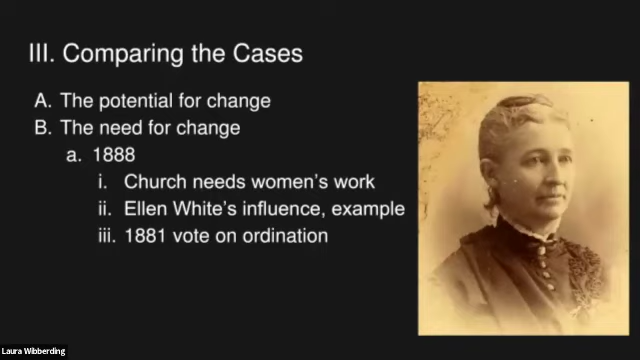 III. Comparing the Cases
A. The potential for change
B. The need for change
a. 1888
i. Church needs women's work
ii. Ellen White's influence, example
iii. 1881 vote on ordination
Laura Wibberding